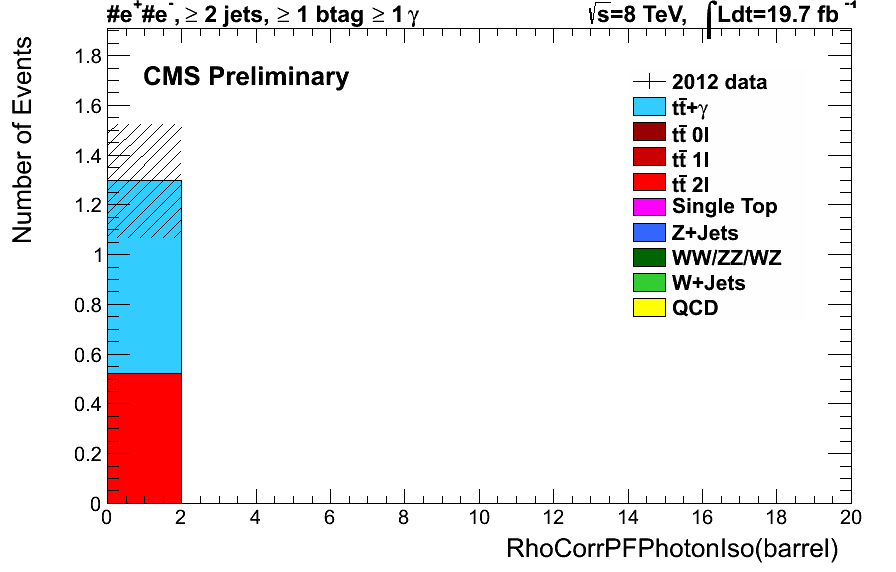 #e⁺#e⁻, ≥ 2 jets, ≥ 1 btag ≥ 1 γ
√s=8 TeV, ∫Ldt=19.7 fb⁻¹
CMS Preliminary
2012 data
tt̄+γ
tt̄ 0l
tt̄ 1l
tt̄ 2l
Single Top
Z+Jets
WW/ZZ/WZ
W+Jets
QCD
Number of Events
1.8
1.6
1.4
1.2
1
0.8
0.6
0.4
0.2
0
0 2 4 6 8 10 12 14 16 18 20
RhoCorrPFPhotonIso(barrel)